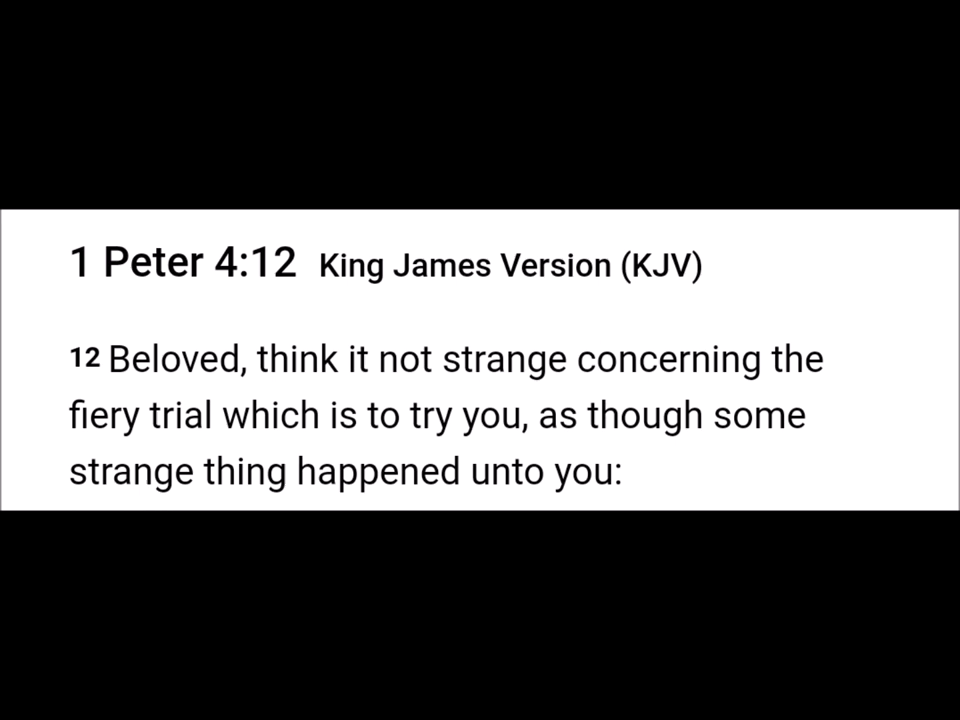 1 Peter 4:12 King James Version (KJV)
12 Beloved, think it not strange concerning the
fiery trial which is to try you, as though some
strange thing happened unto you: